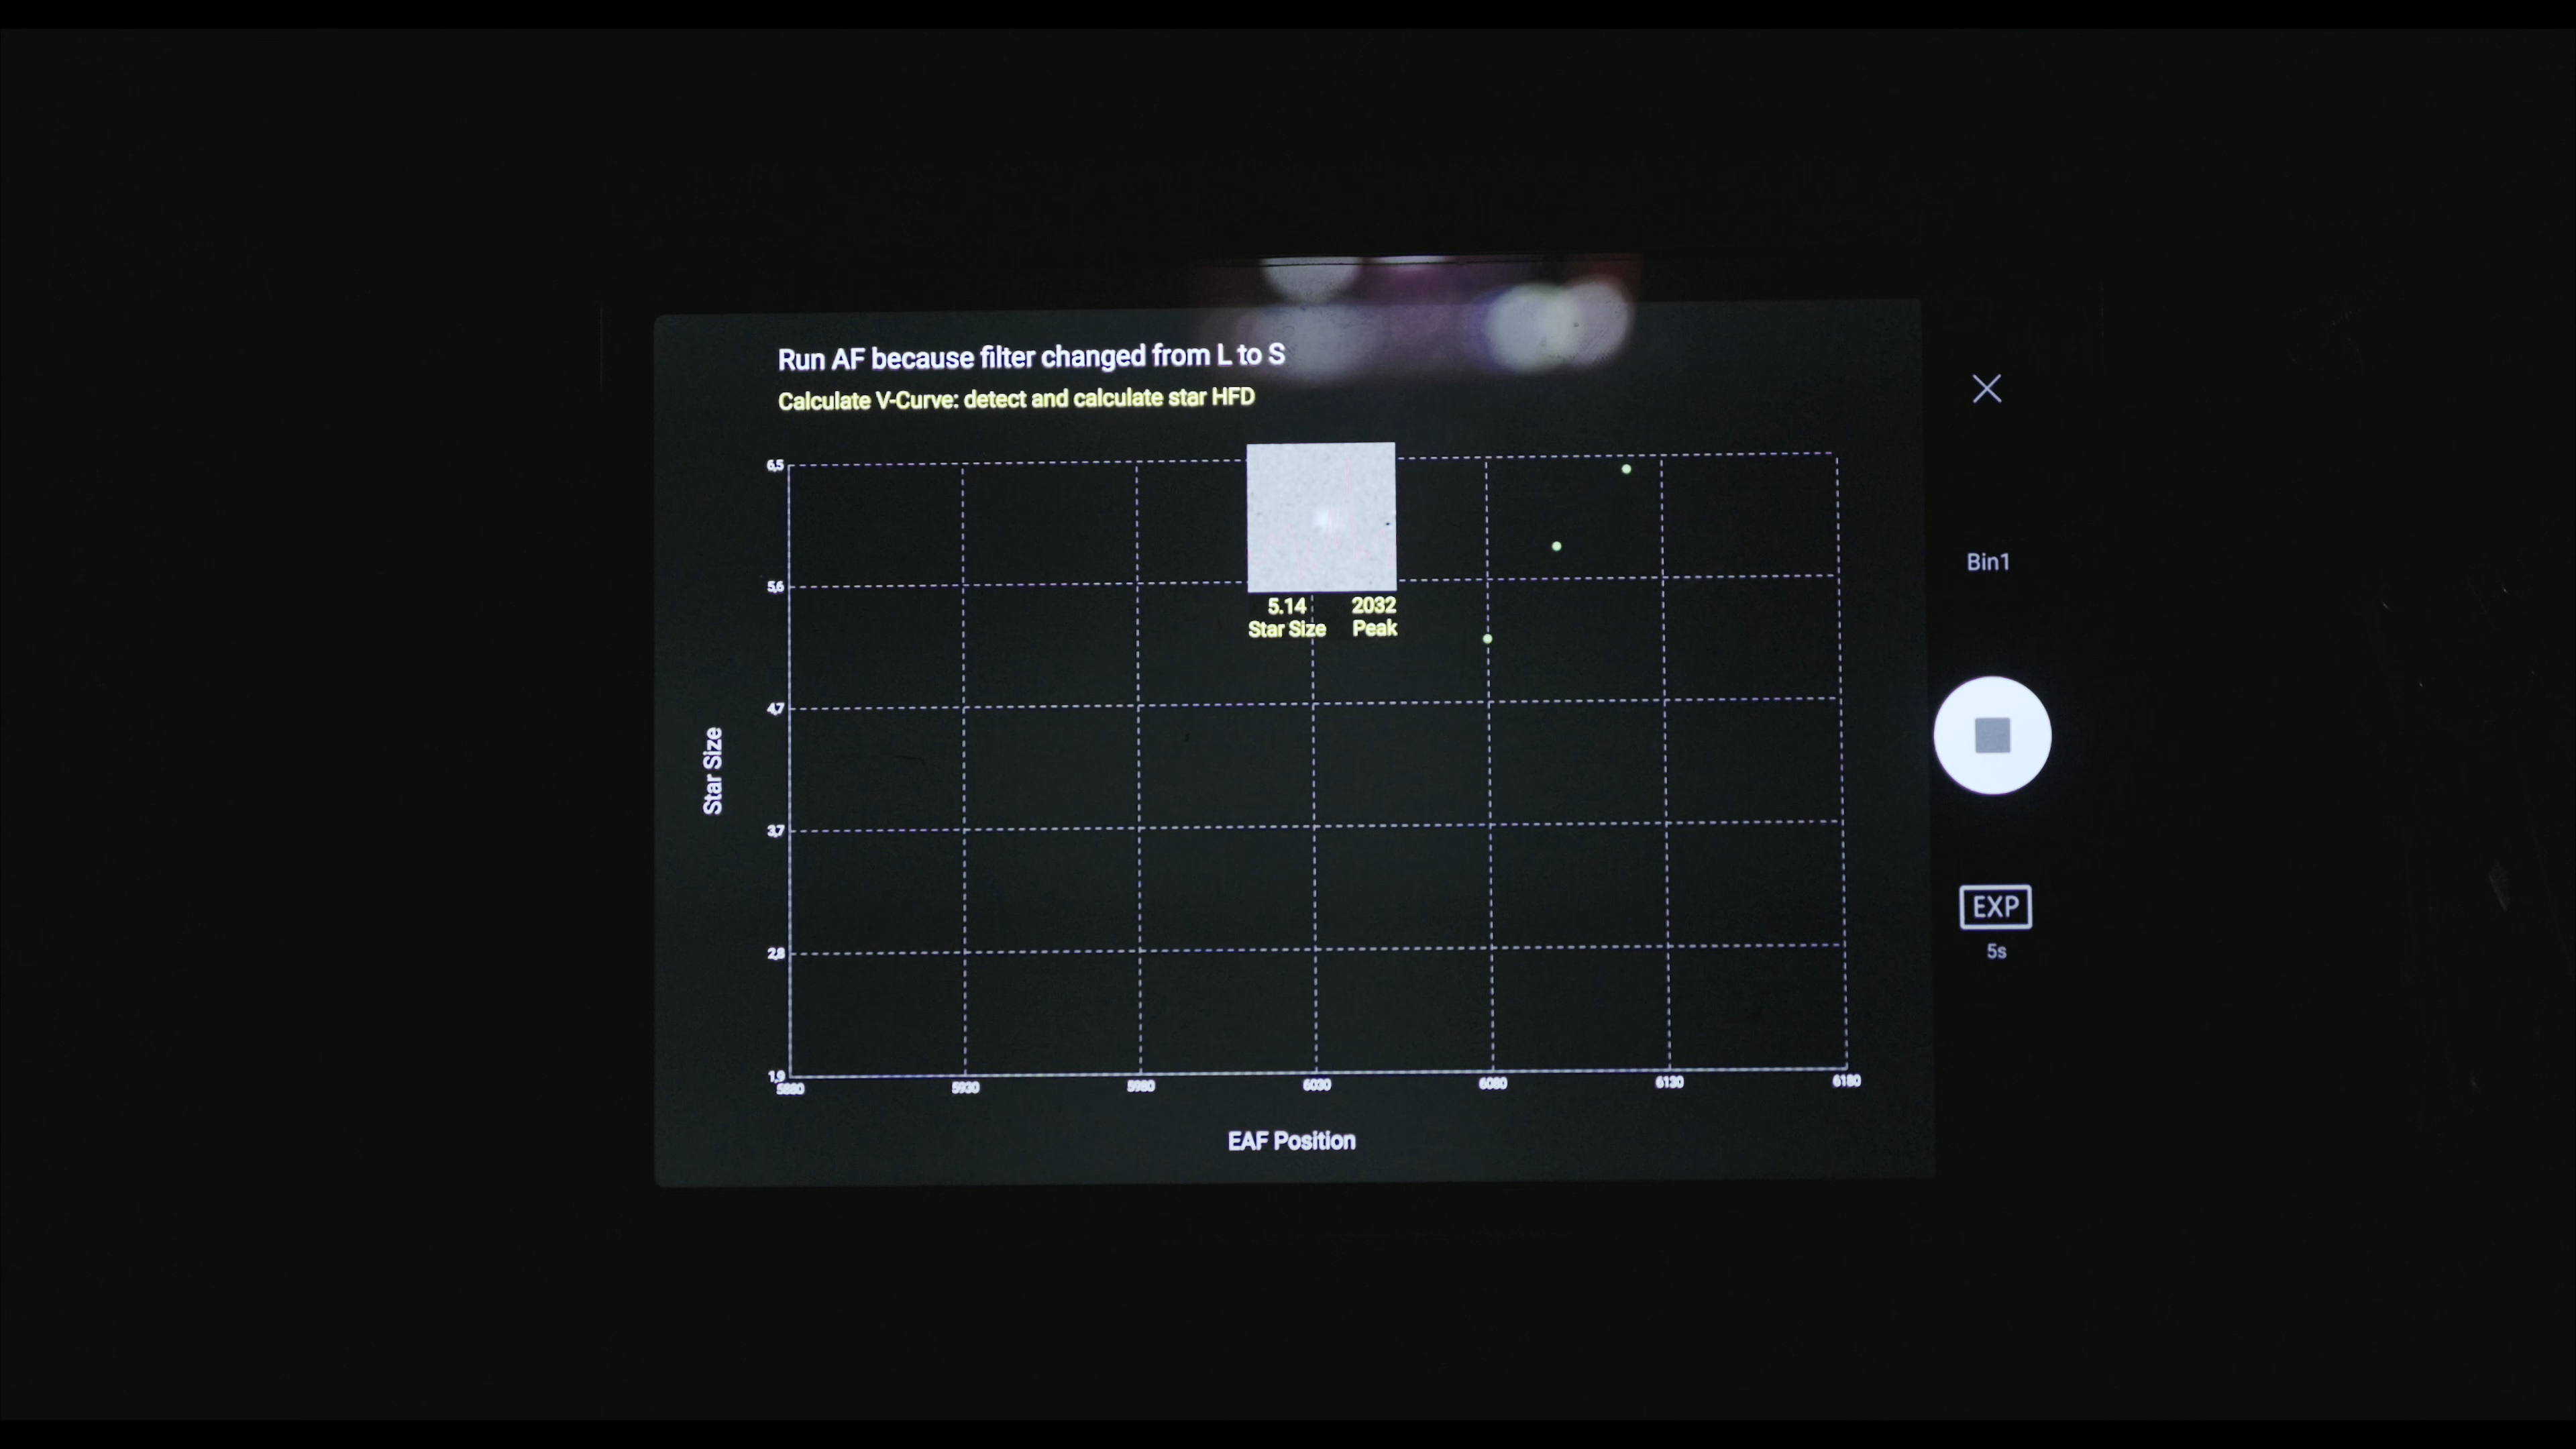 Run AF because filter changed from L to S
Calculate V-Curve: detect and calculate star HFD
6,5
5,6
4,7
3,7
2,8
1,9
Star Size
5.14 2032
Star Size Peak
5880 5930 5980 6030 6080 6130 6180
EAF Position
Bin1
EXP
5s